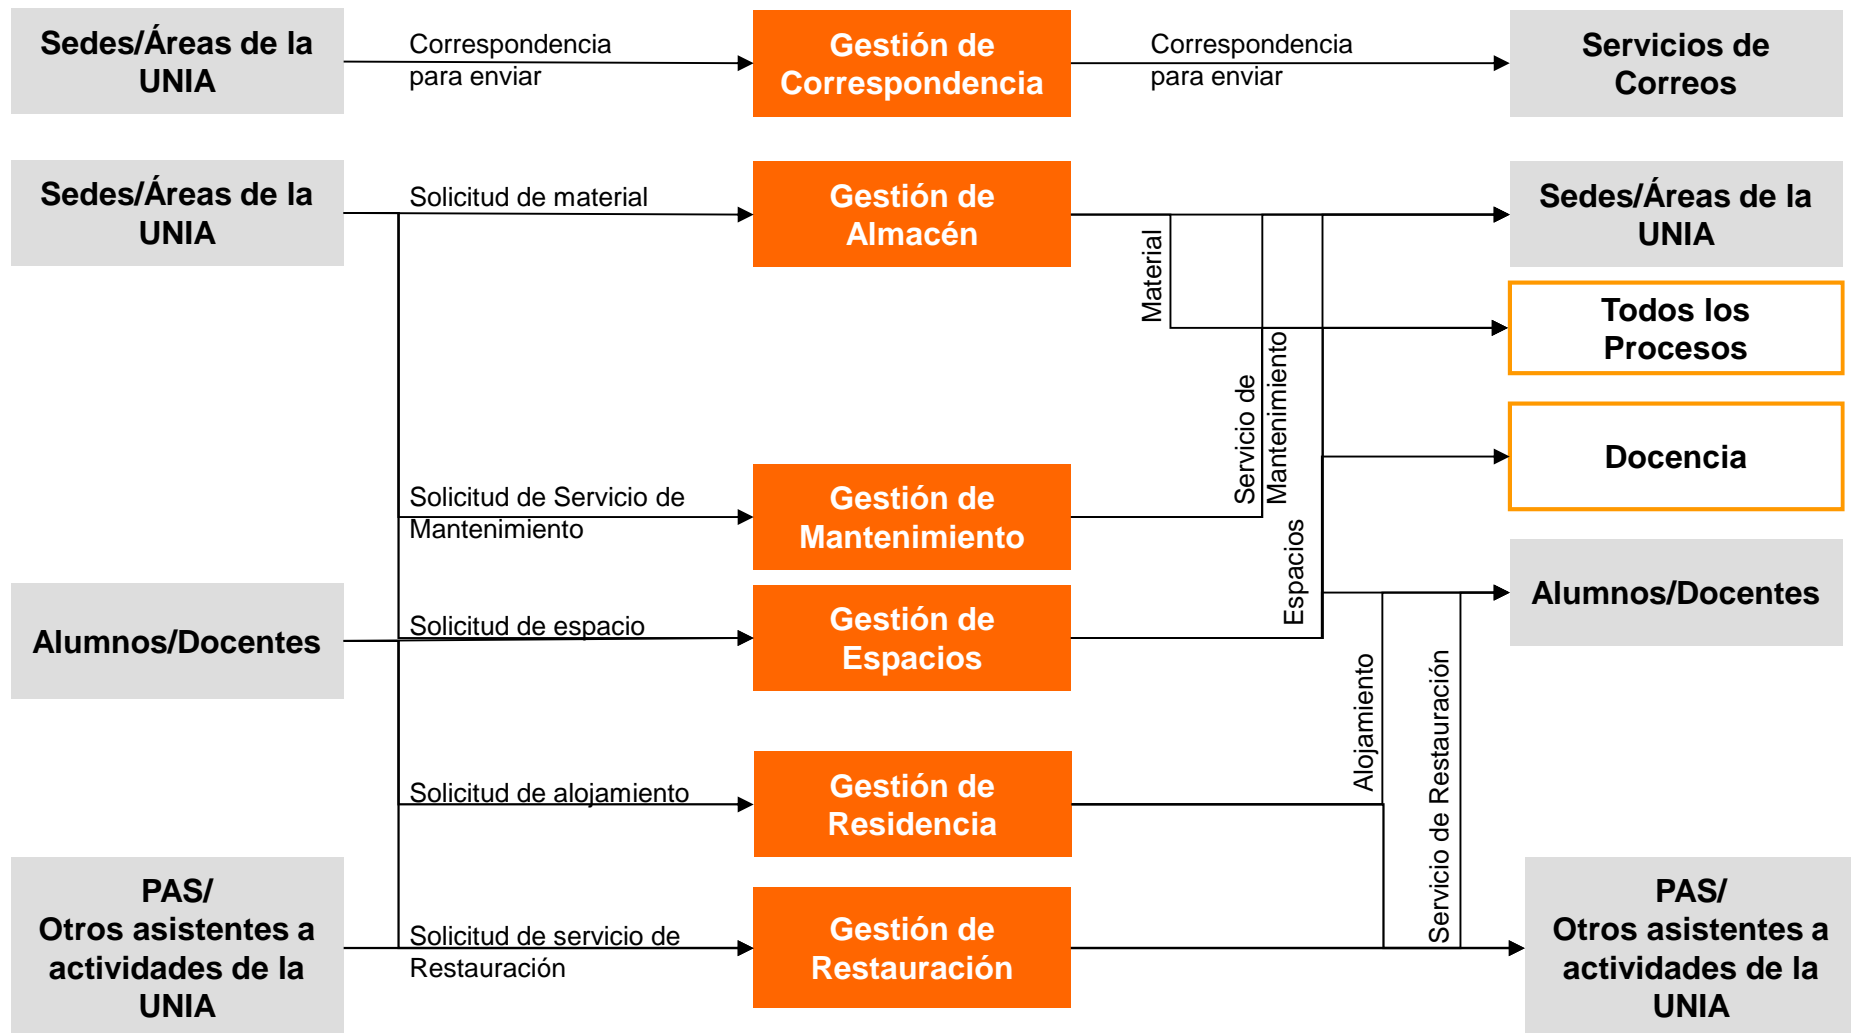 Sedes/Áreas de la
UNIA
Correspondencia
para enviar
Gestión de
Correspondencia
Correspondencia
para enviar
Servicios de
Correos
Sedes/Áreas de la
UNIA
Solicitud de material
Gestión de
Almacén
Material
Sedes/Áreas de la
UNIA
Todos los
Procesos
Servicio de
Mantenimiento
Docencia
Solicitud de Servicio de
Mantenimiento
Gestión de
Mantenimiento
Espacios
Alumnos/Docentes
Solicitud de espacio
Gestión de
Espacios
Alumnos/Docentes
Alojamiento
Servicio de Restauración
Solicitud de alojamiento
Gestión de
Residencia
PAS/
Otros asistentes a
actividades de la
UNIA
Solicitud de servicio de
Restauración
Gestión de
Restauración
PAS/
Otros asistentes a
actividades de la
UNIA